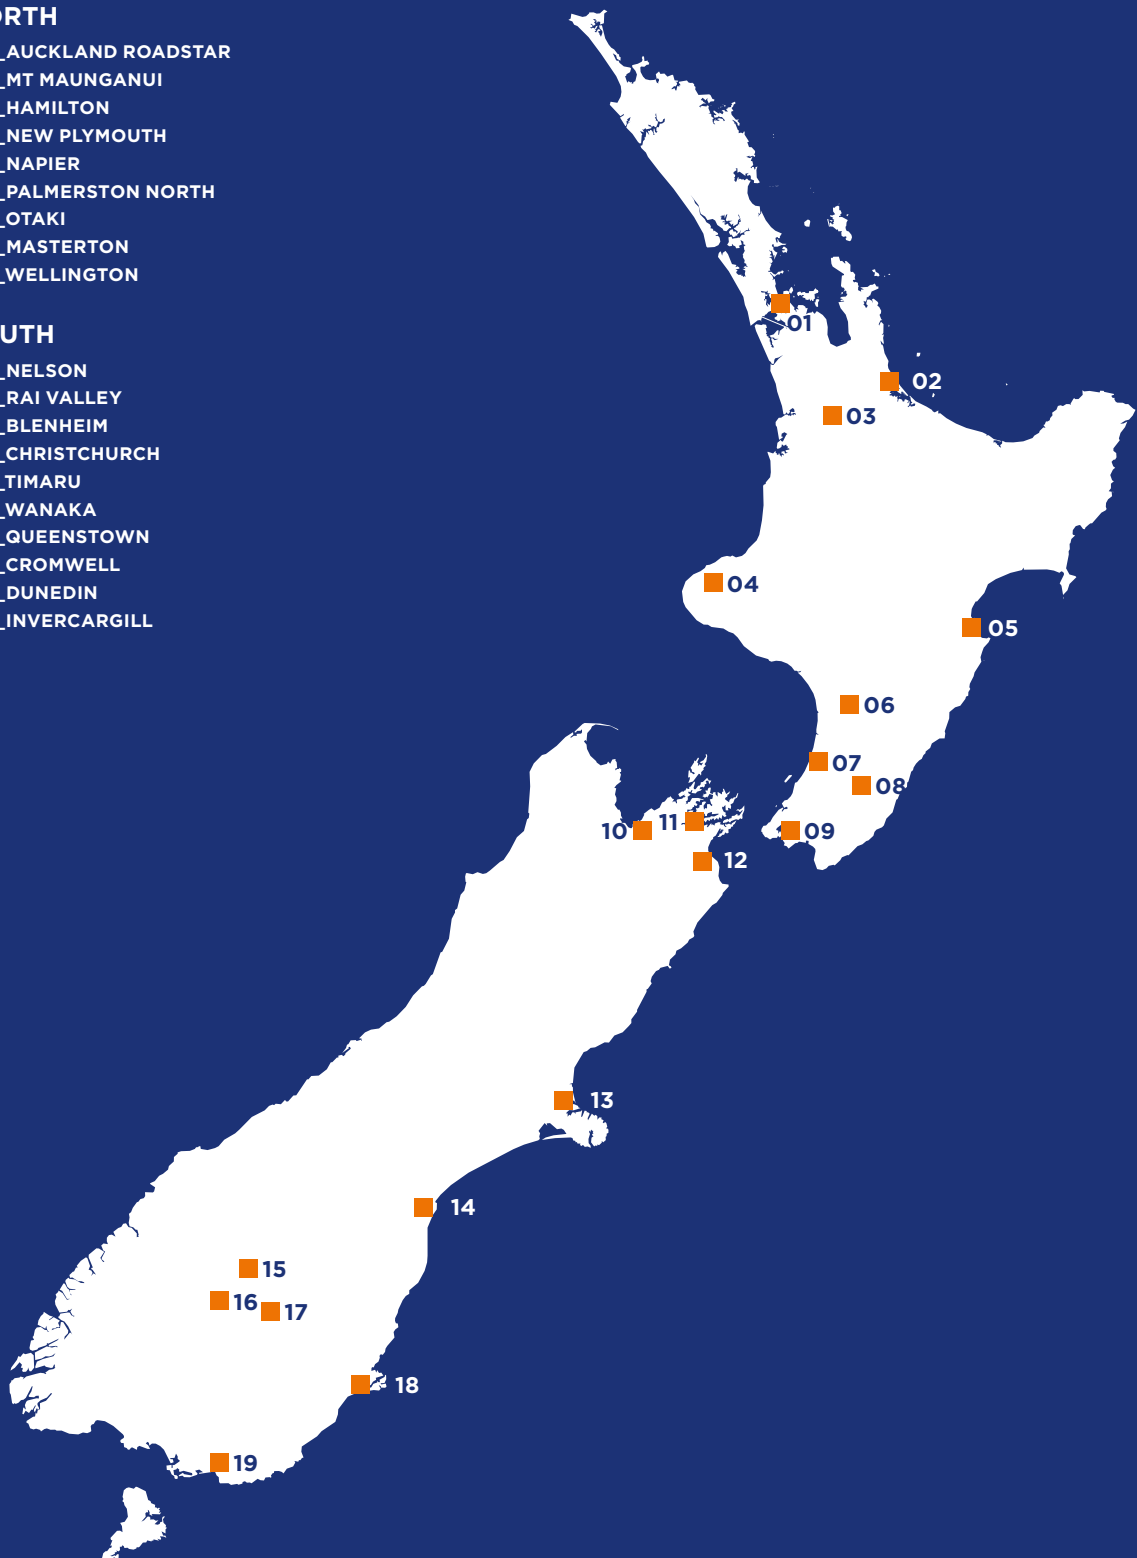 ORTH
_AUCKLAND ROADSTAR
_MT MAUNGANUI
_HAMILTON
_NEW PLYMOUTH
_NAPIER
_PALMERSTON NORTH
_OTAKI
_MASTERTON
_WELLINGTON
UTH
_NELSON
_RAI VALLEY
_BLENHEIM
_CHRISTCHURCH
_TIMARU
_WANAKA
_QUEENSTOWN
_CROMWELL
_DUNEDIN
_INVERCARGILL
01
02
03
04
05
06
07
08
09
10
11
12
13
14
15
16
17
18
19